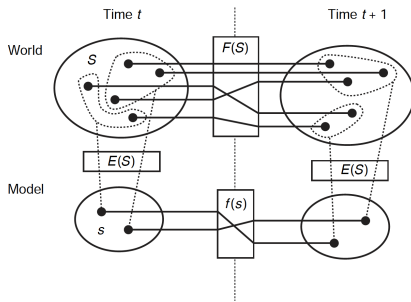 Time t
Time t + 1
World
S
F(S)
E(S)
E(S)
Model
s
f(s)